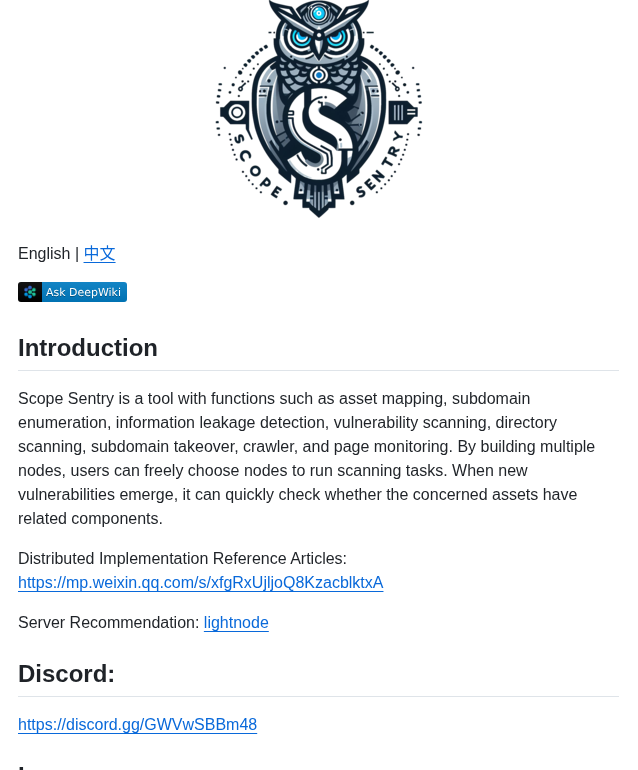 SCOPE SENTRY
English | 中文
Ask DeepWiki
Introduction
Scope Sentry is a tool with functions such as asset mapping, subdomain
enumeration, information leakage detection, vulnerability scanning, directory
scanning, subdomain takeover, crawler, and page monitoring. By building multiple
nodes, users can freely choose nodes to run scanning tasks. When new
vulnerabilities emerge, it can quickly check whether the concerned assets have
related components.
Distributed Implementation Reference Articles:
https://mp.weixin.qq.com/s/xfgRxUjljoQ8KzacblktxA
Server Recommendation: lightnode
Discord:
https://discord.gg/GWVwSBBm48